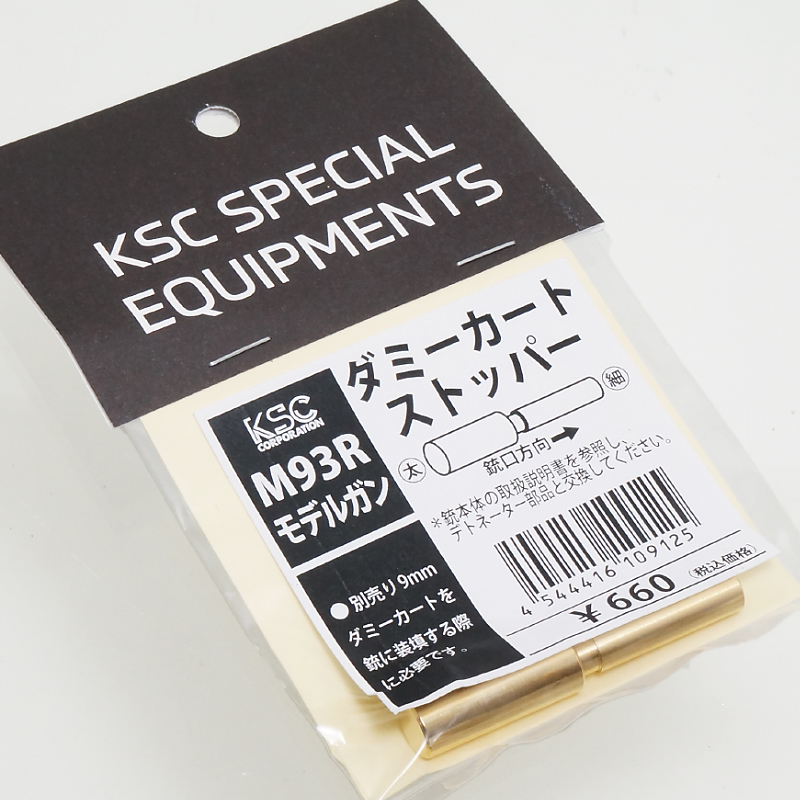 KSC SPECIAL
EQUIPMENTS
KSC
CORPORATION
M93R
モデルガン
ダミーカート
ストッパー
太
細
銃口方向→
*銃本体の取扱説明書を参照し、
デトネーター部品と交換してください。
●別売り9mm
ダミーカートを
銃に装填する際
に必要です。
4 544416 109125
¥660 (税込価格)